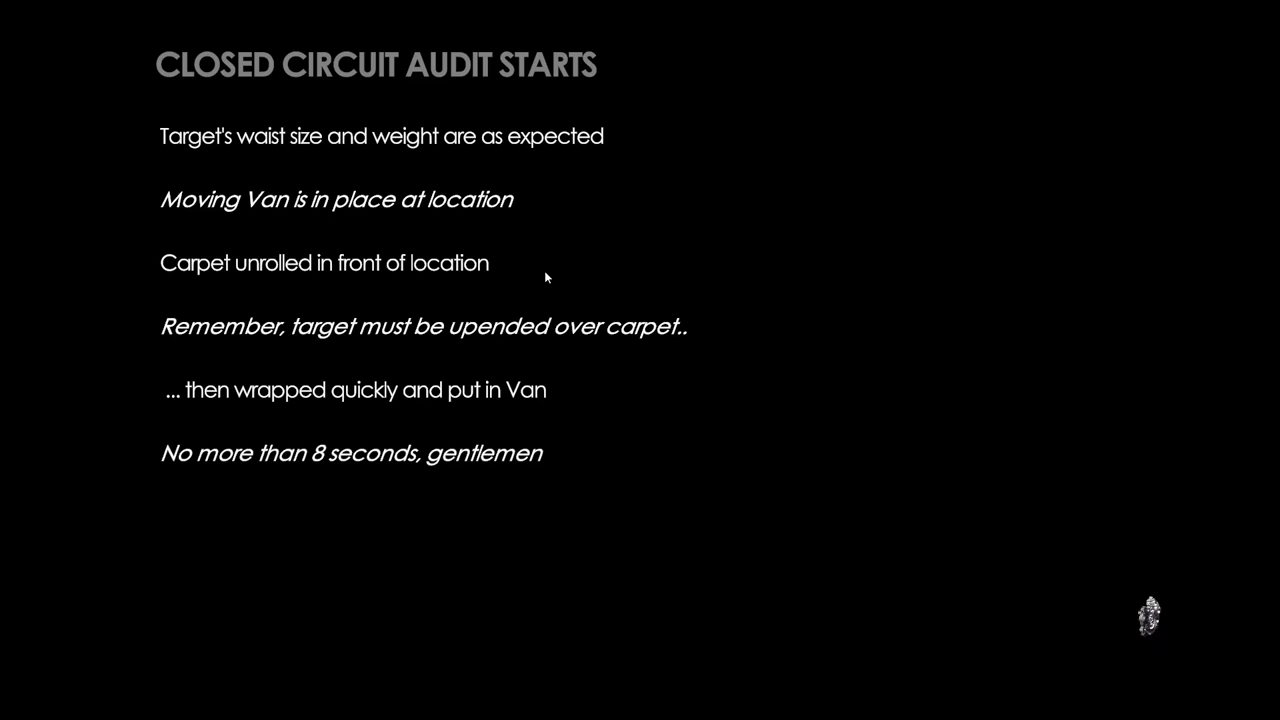 CLOSED CIRCUIT AUDIT STARTS
Target's waist size and weight are as expected
Moving Van is in place at location
Carpet unrolled in front of location
Remember, target must be upended over carpet..
... then wrapped quickly and put in Van
No more than 8 seconds, gentlemen